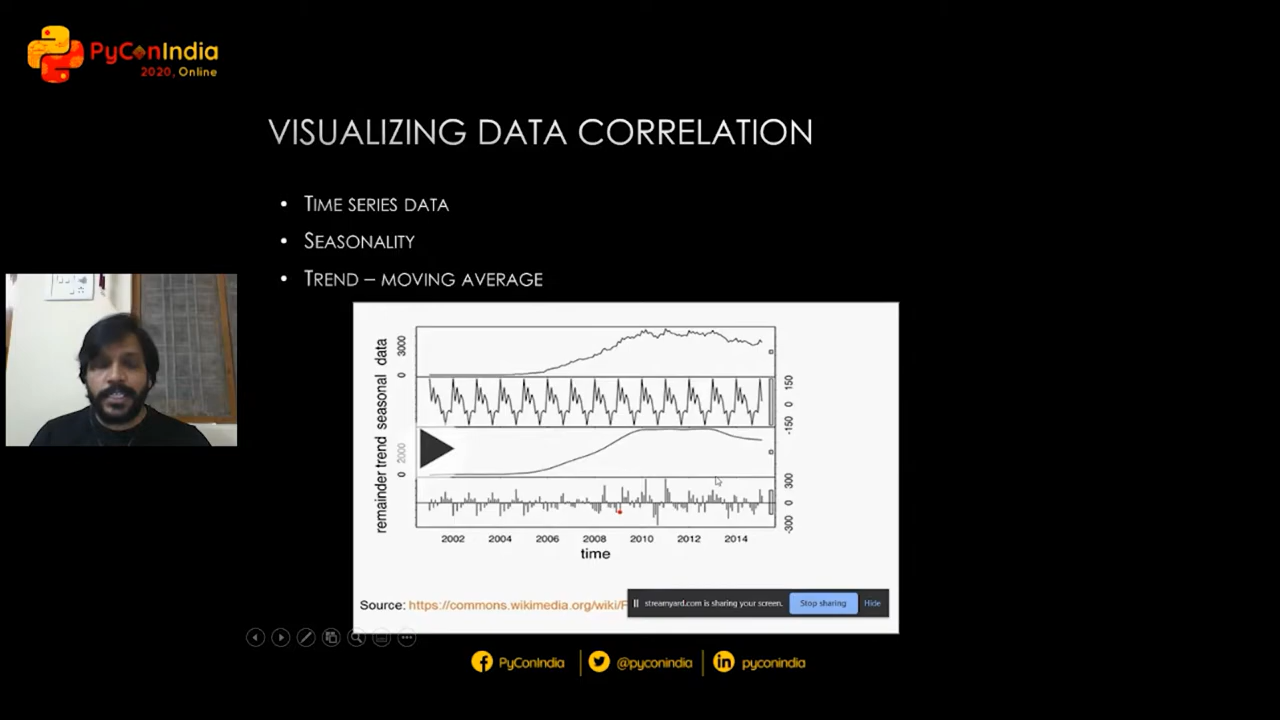 PyConIndia
2020, Online
VISUALIZING DATA CORRELATION
• TIME SERIES DATA
• SEASONALITY
• TREND – MOVING AVERAGE
data
seasonal
trend
remainder
3000
0
150
0
-150
2000
0
300
0
-300
2002 2004 2006 2008 2010 2012 2014
time
Source: https://commons.wikimedia.org/wiki/F
streamyard.com is sharing your screen. Stop sharing Hide
PyConIndia @pyconindia pyconindia